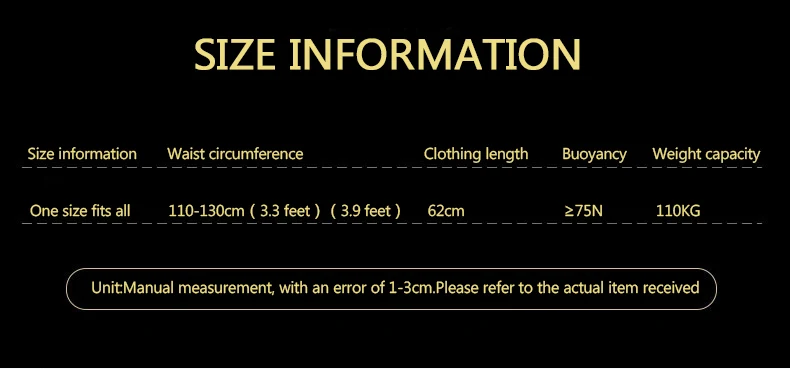 SIZE INFORMATION
Size information Waist circumference Clothing length Buoyancy Weight capacity
One size fits all 110-130cm ( 3.3 feet ) ( 3.9 feet ) 62cm ≥75N 110KG
Unit:Manual measurement, with an error of 1-3cm.Please refer to the actual item received